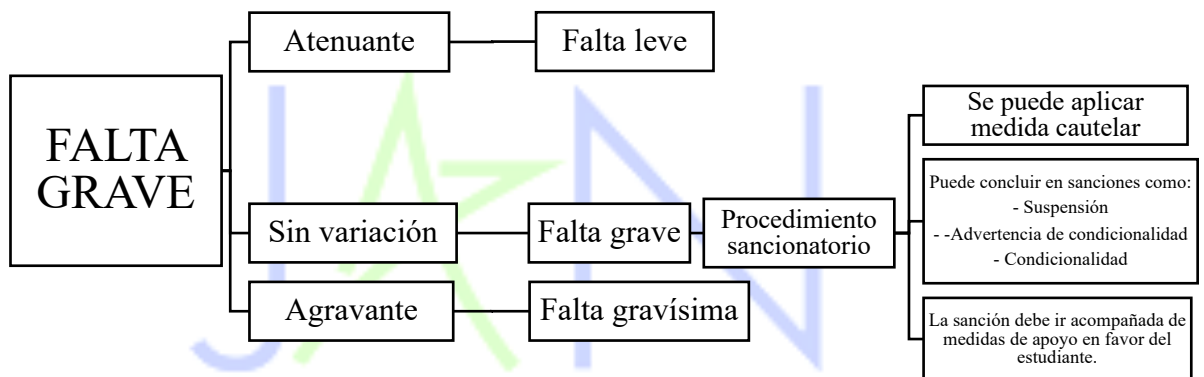 FALTA
GRAVE
Atenuante
Falta leve
Sin variación
Falta grave
Procedimiento
sancionatorio
Se puede aplicar
medida cautelar
Puede concluir en sanciones como:
- Suspensión
- -Advertencia de condicionalidad
- Condicionalidad
La sanción debe ir acompañada de
medidas de apoyo en favor del
estudiante.
Agravante
Falta gravísima